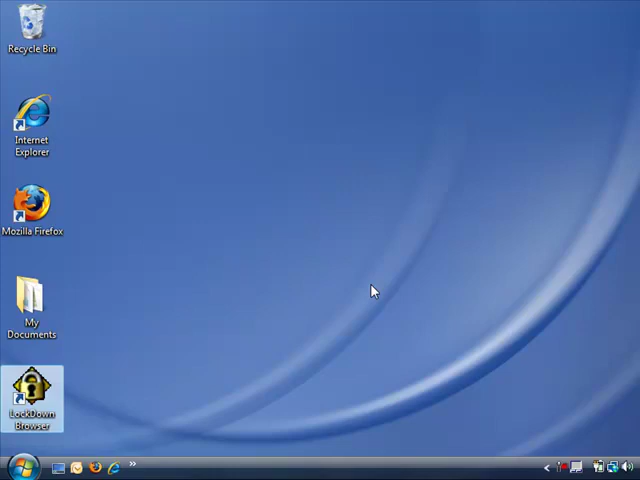 Recycle Bin
Internet
Explorer
Mozilla Firefox
My
Documents
LockDown
Browser